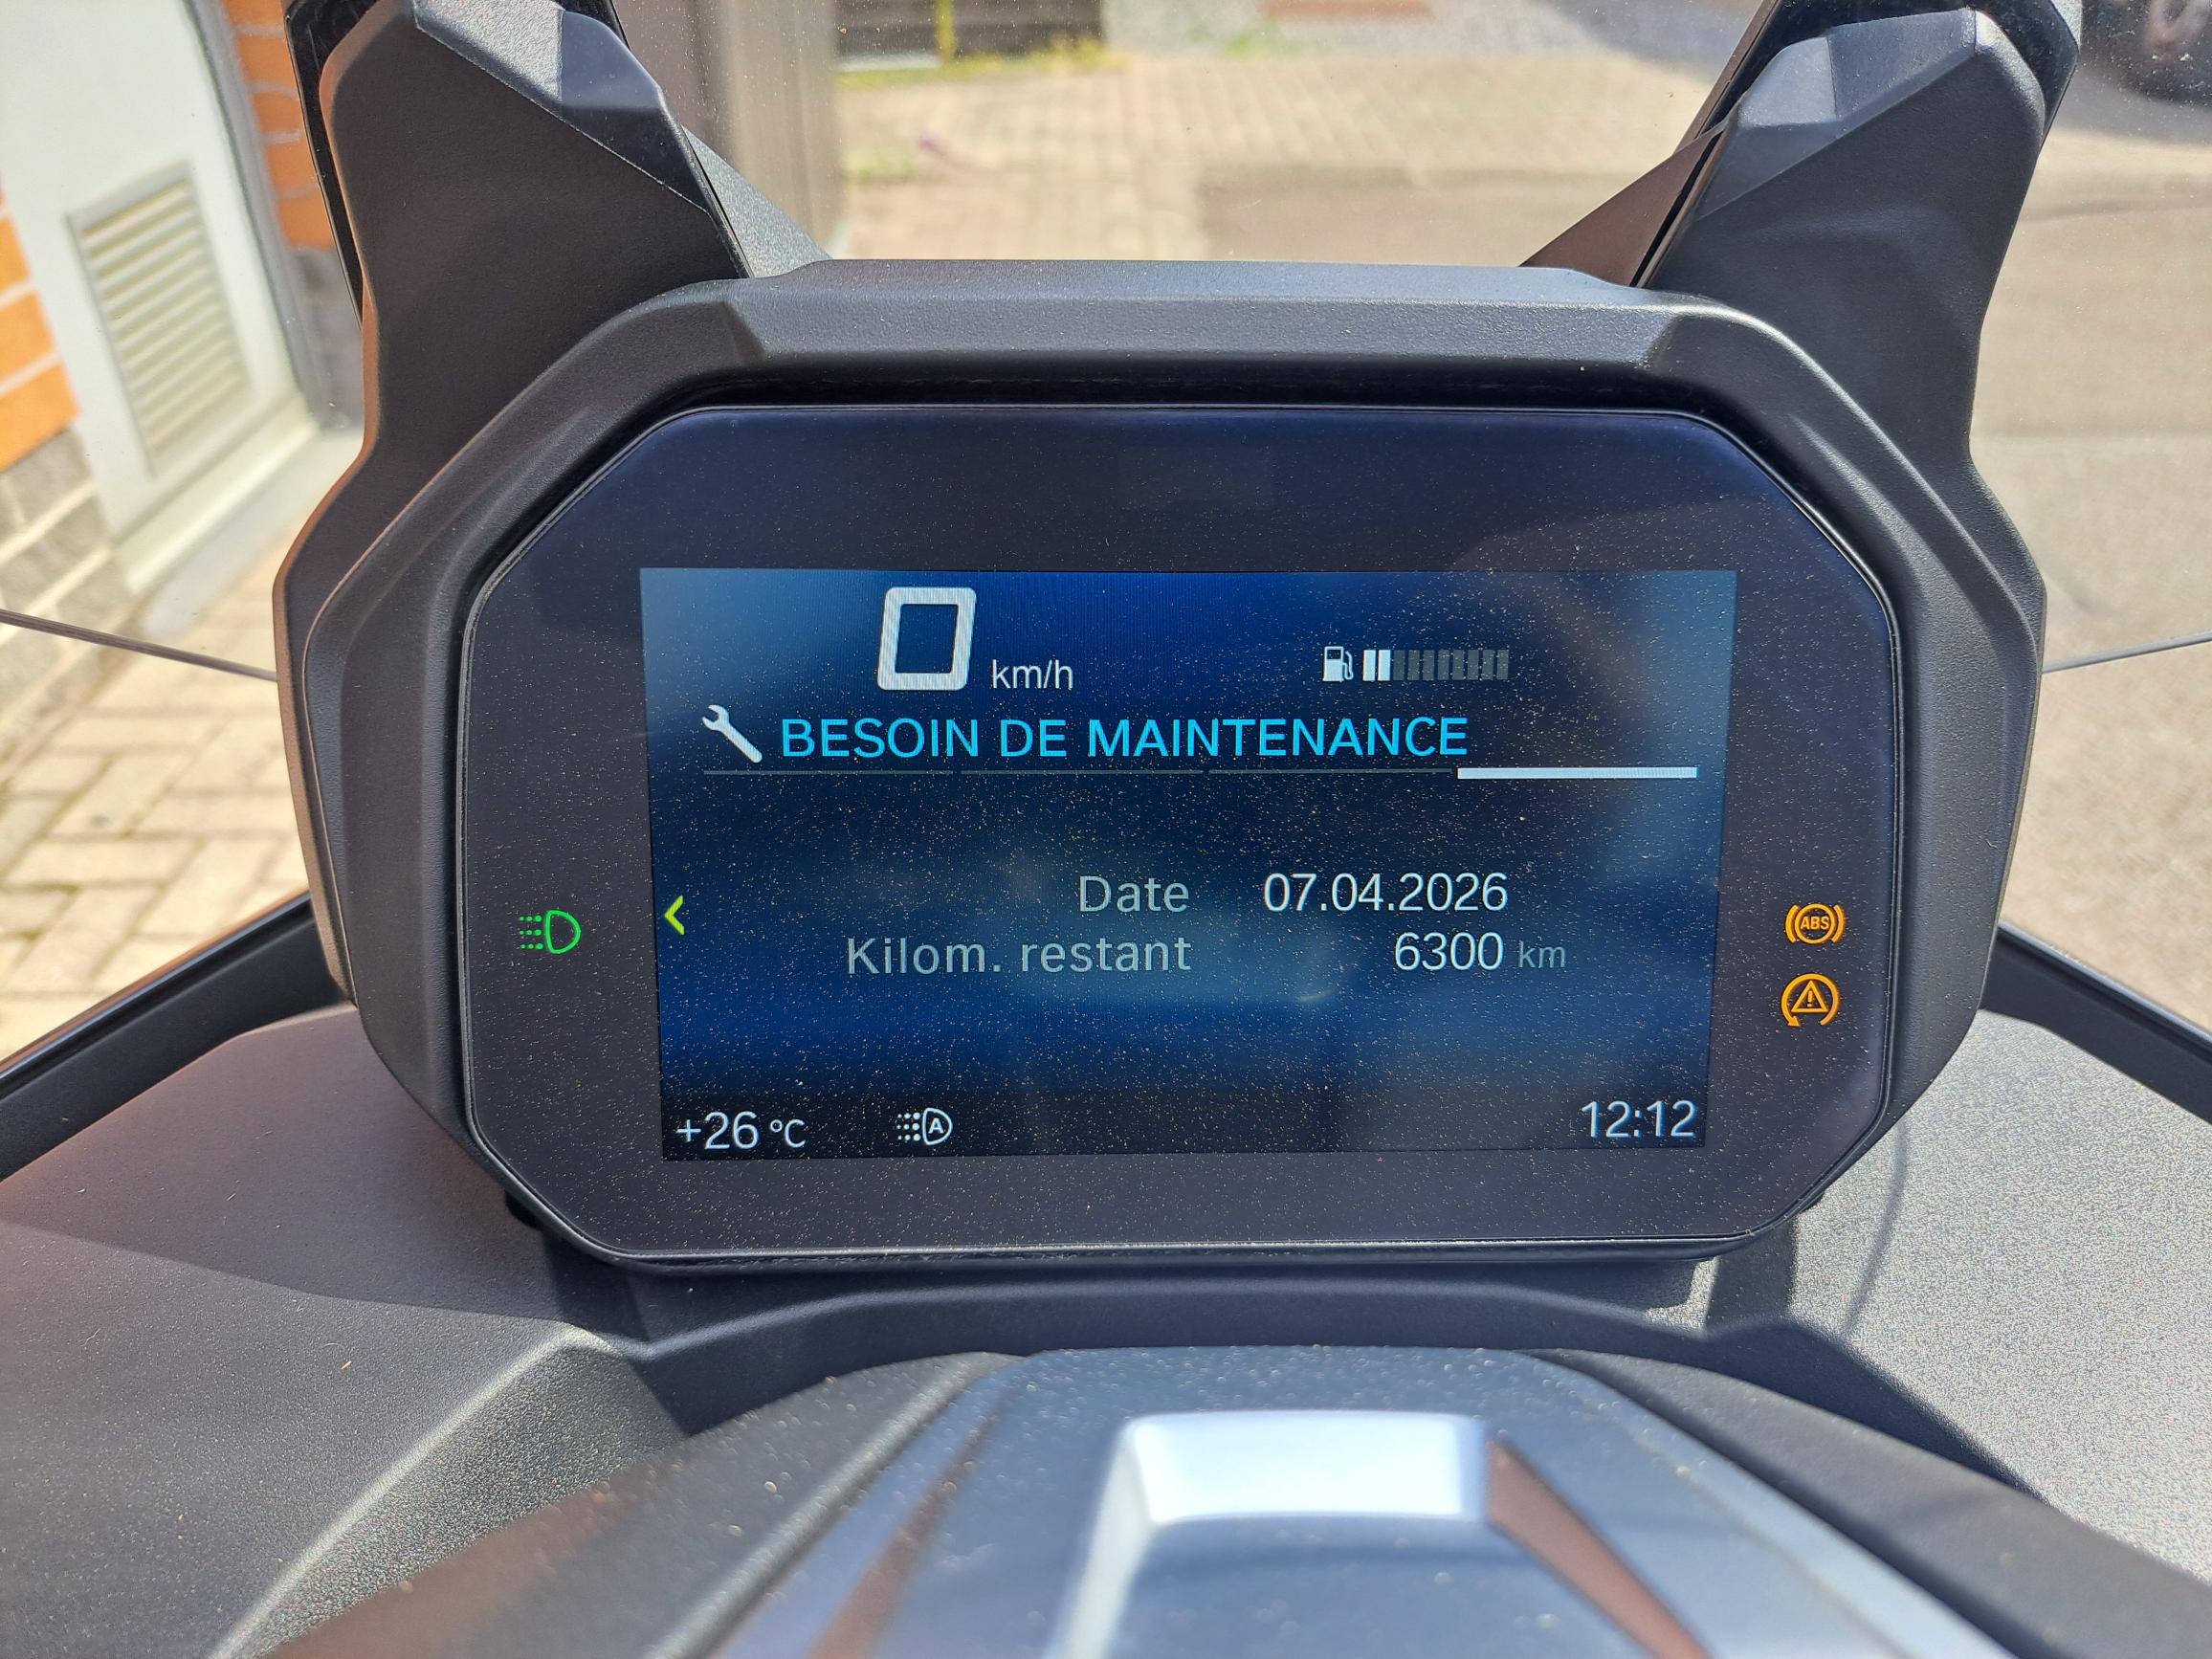 0 km/h
BESOIN DE MAINTENANCE
Date 07.04.2026
Kilom. restant 6300 km
ABS
+26 °C A 12:12